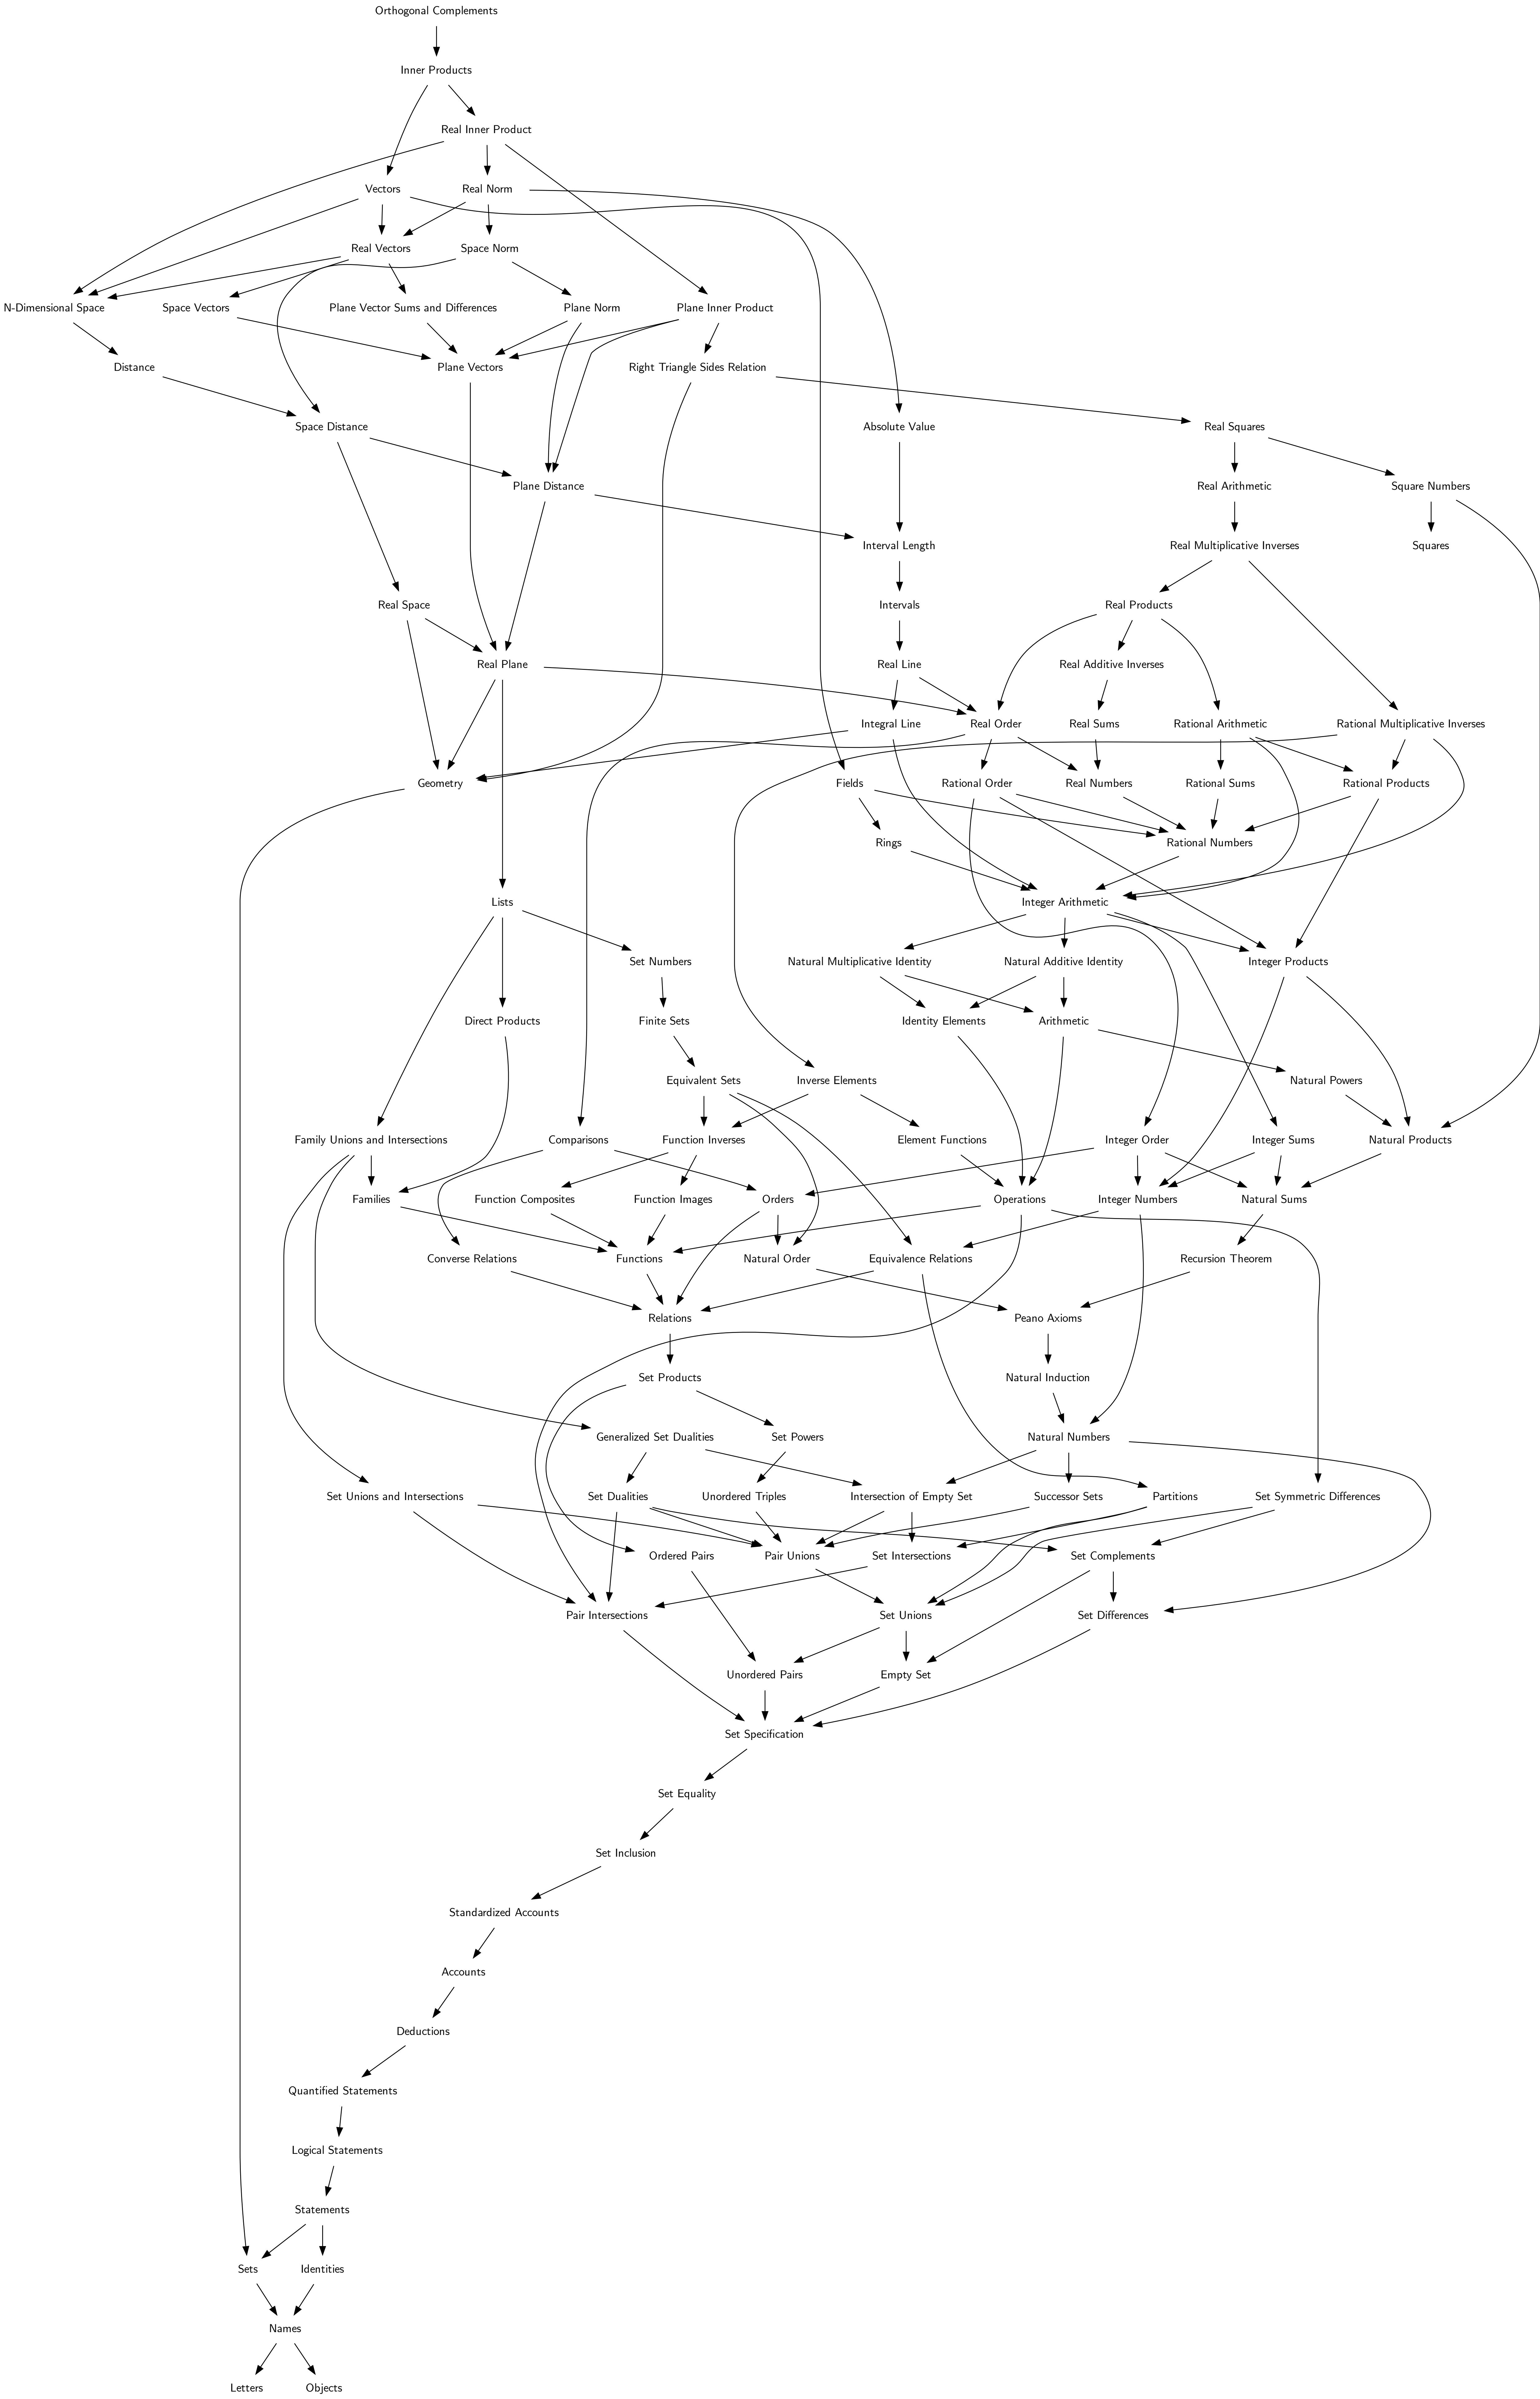 Orthogonal Complements
Inner Products
Real Inner Product
Vectors
Real Norm
Real Vectors
Space Norm
N-Dimensional Space
Space Vectors
Plane Vector Sums and Differences
Plane Norm
Plane Inner Product
Distance
Plane Vectors
Right Triangle Sides Relation
Space Distance
Absolute Value
Real Squares
Plane Distance
Real Arithmetic
Square Numbers
Interval Length
Real Multiplicative Inverses
Squares
Real Space
Intervals
Real Products
Real Plane
Real Line
Real Additive Inverses
Integral Line
Real Order
Real Sums
Rational Arithmetic
Rational Multiplicative Inverses
Geometry
Fields
Rational Order
Real Numbers
Rational Sums
Rational Products
Rings
Rational Numbers
Lists
Integer Arithmetic
Set Numbers
Natural Multiplicative Identity
Natural Additive Identity
Integer Products
Direct Products
Finite Sets
Identity Elements
Arithmetic
Equivalent Sets
Inverse Elements
Natural Powers
Family Unions and Intersections
Comparisons
Function Inverses
Element Functions
Integer Order
Integer Sums
Natural Products
Families
Function Composites
Function Images
Orders
Operations
Integer Numbers
Natural Sums
Converse Relations
Functions
Natural Order
Equivalence Relations
Recursion Theorem
Relations
Peano Axioms
Set Products
Natural Induction
Generalized Set Dualities
Set Powers
Natural Numbers
Set Unions and Intersections
Set Dualities
Unordered Triples
Intersection of Empty Set
Successor Sets
Partitions
Set Symmetric Differences
Ordered Pairs
Pair Unions
Set Intersections
Set Complements
Pair Intersections
Set Unions
Set Differences
Unordered Pairs
Empty Set
Set Specification
Set Equality
Set Inclusion
Standardized Accounts
Accounts
Deductions
Quantified Statements
Logical Statements
Statements
Sets
Identities
Names
Letters
Objects